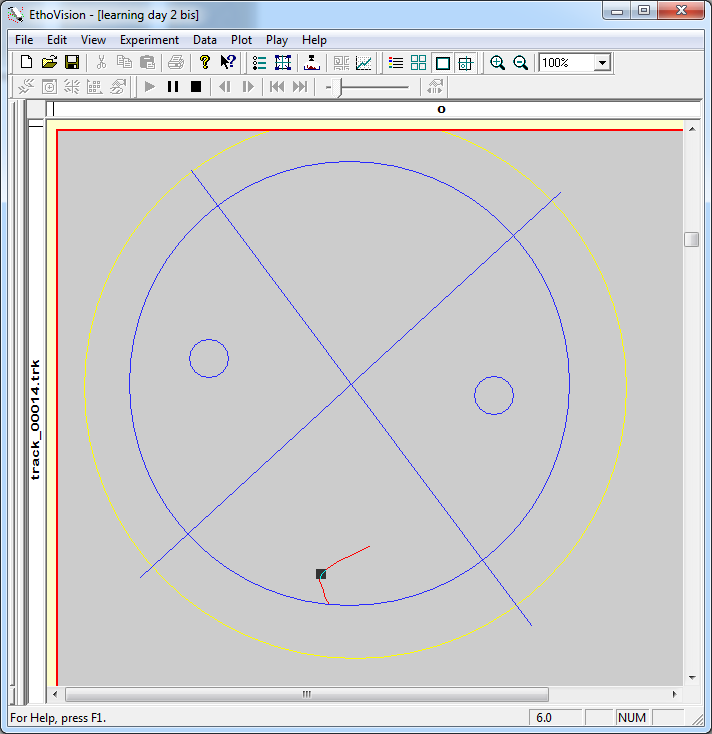 EthoVision - [learning day 2 bis]
File Edit View Experiment Data Plot Play Help
100%
o
track_00014.trk
For Help, press F1.
6.0
NUM